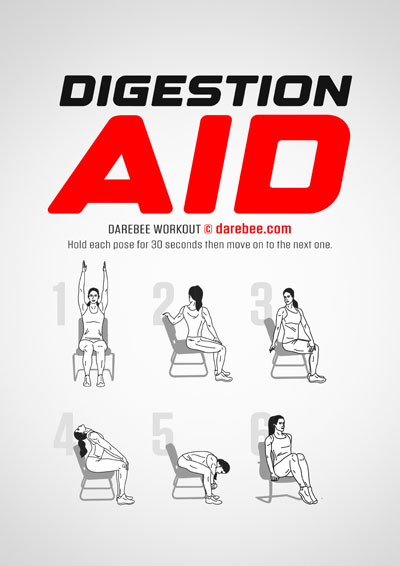 DIGESTION
AID
DAREBEE WORKOUT © darebee.com
Hold each pose for 30 seconds then move on to the next one.
1 2 3
4 5 6